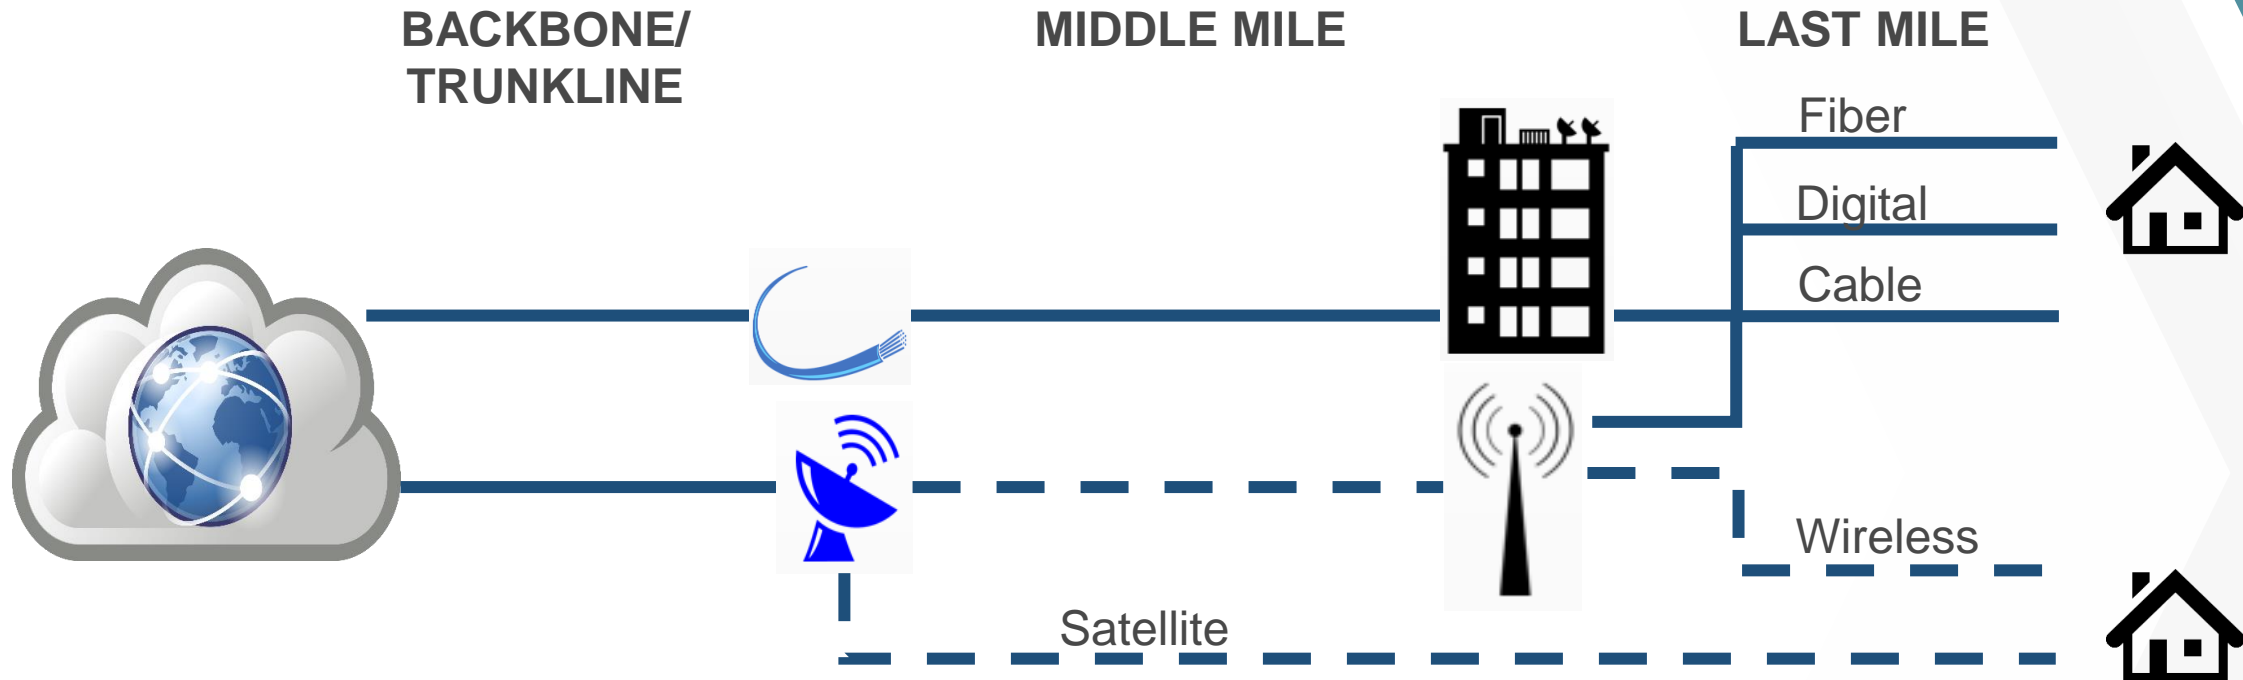 BACKBONE/
TRUNKLINE
MIDDLE MILE
LAST MILE
Fiber
Digital
Cable
Wireless
Satellite